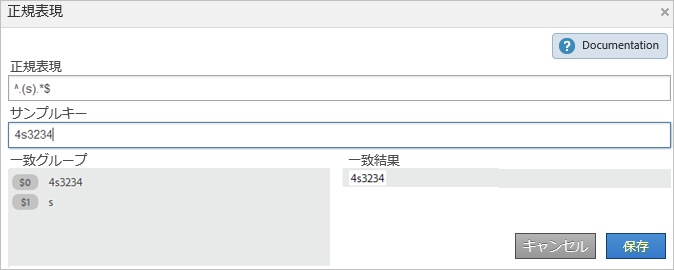 正規表現
×
? Documentation
正規表現
^.(s).*$
サンプルキー
4s3234
一致グループ
$0 4s3234
$1 s
一致結果
4s3234
キャンセル 保存